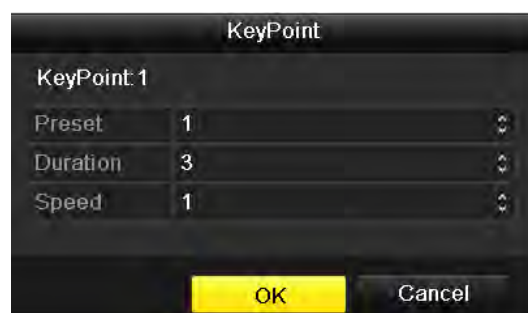 KeyPoint
KeyPoint:1
Preset 1
Duration 3
Speed 1
OK Cancel